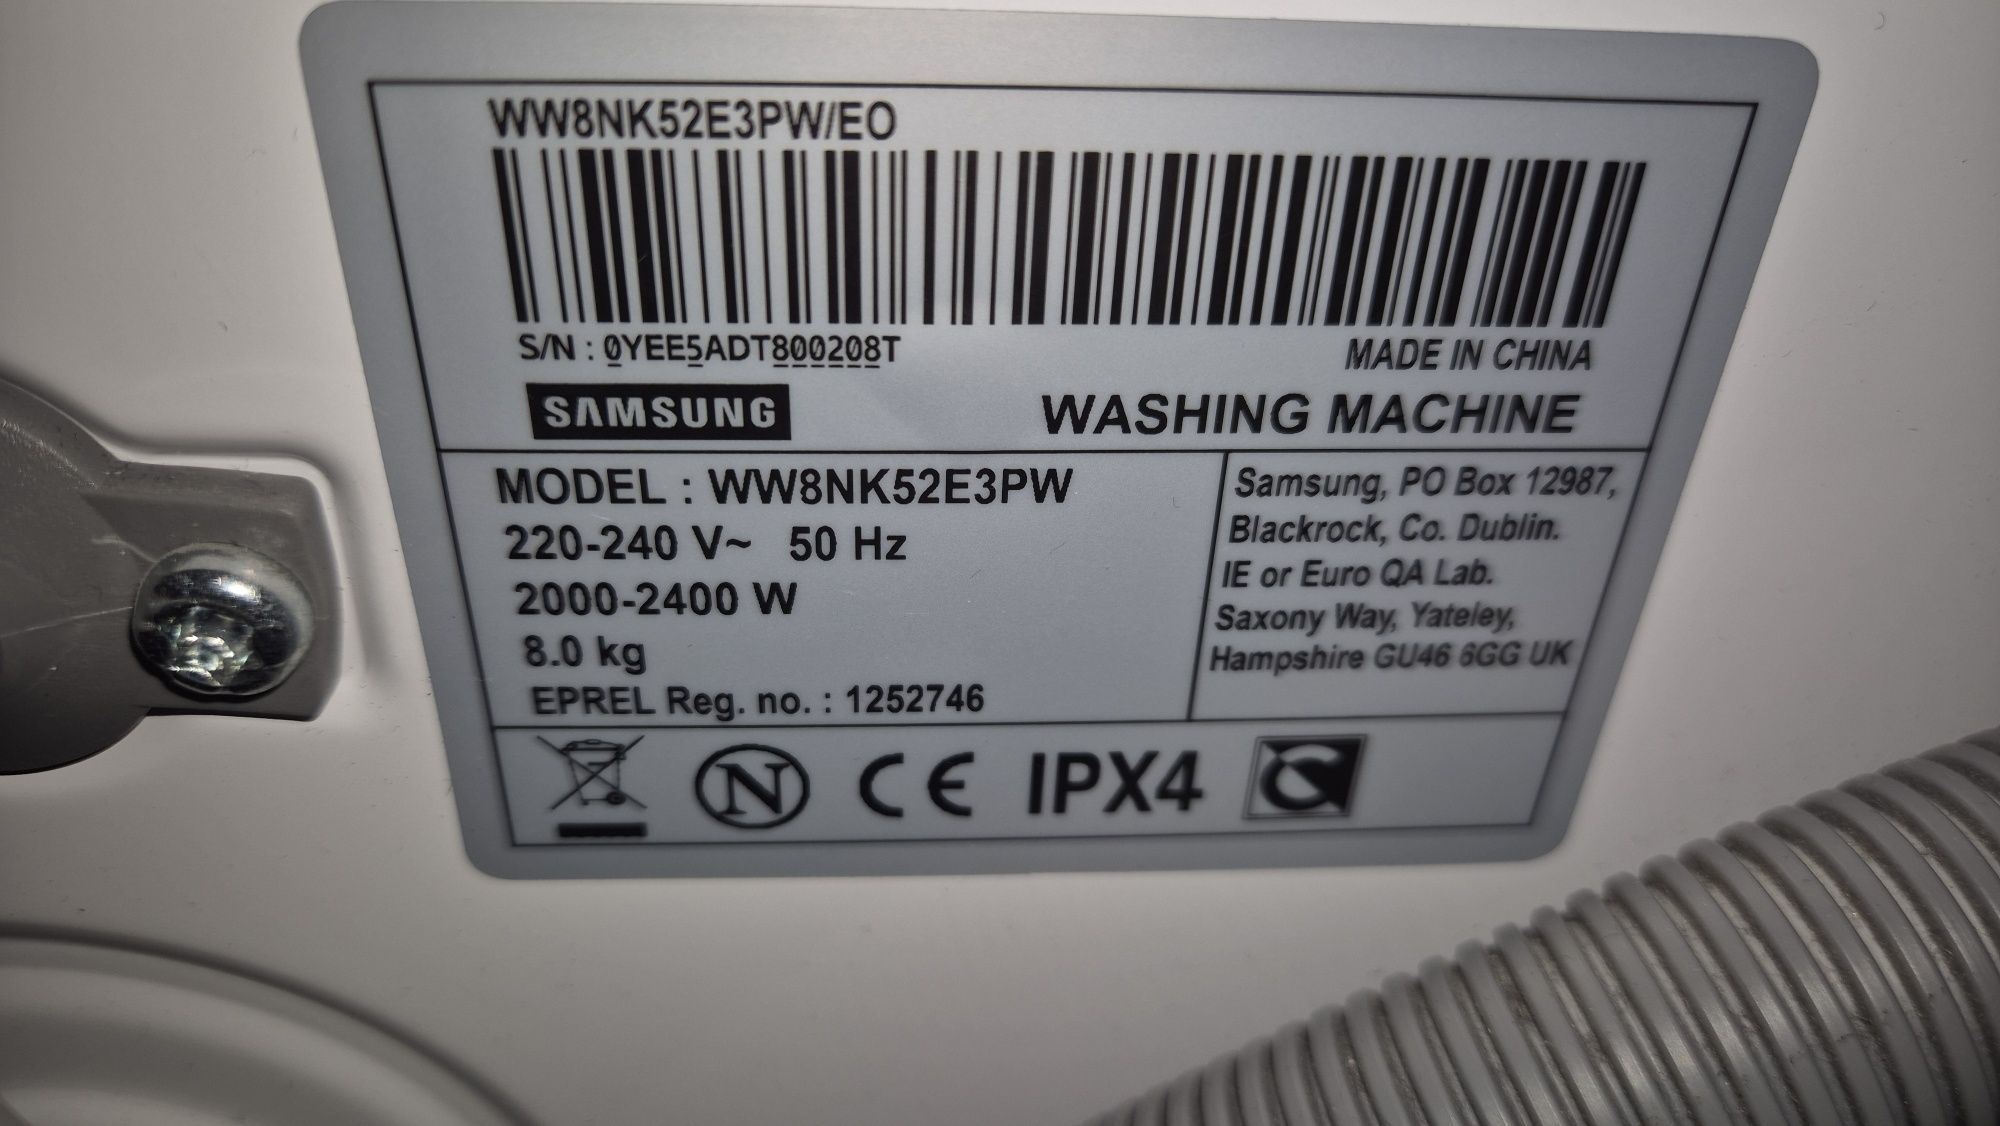 WW8NK52E3PW/EO
S/N : 0YEE5ADT800208T
MADE IN CHINA
SAMSUNG
WASHING MACHINE
MODEL : WW8NK52E3PW
220-240 V~ 50 Hz
2000-2400 W
8.0 kg
EPREL Reg. no. : 1252746
Samsung, PO Box 12987,
Blackrock, Co. Dublin.
IE or Euro QA Lab.
Saxony Way, Yateley,
Hampshire GU46 6GG UK
N CE IPX4